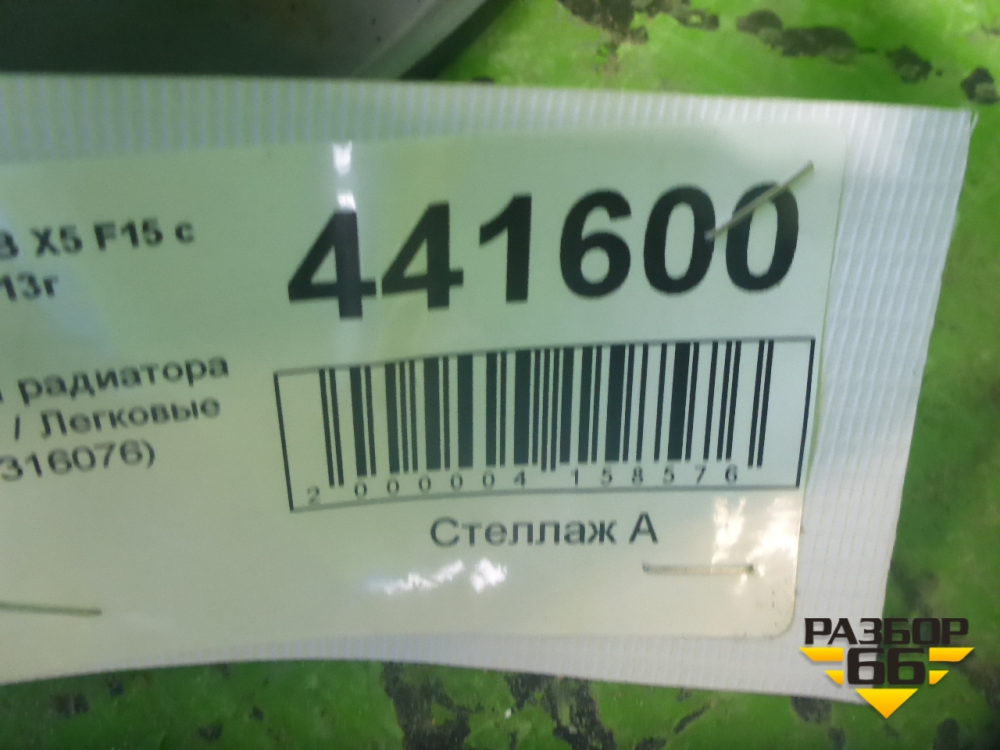 В X5 F15 с
13г
441600
радиатора
/ Легковые
316076)
2 000004 158576
Стеллаж А
РАЗБОР
66